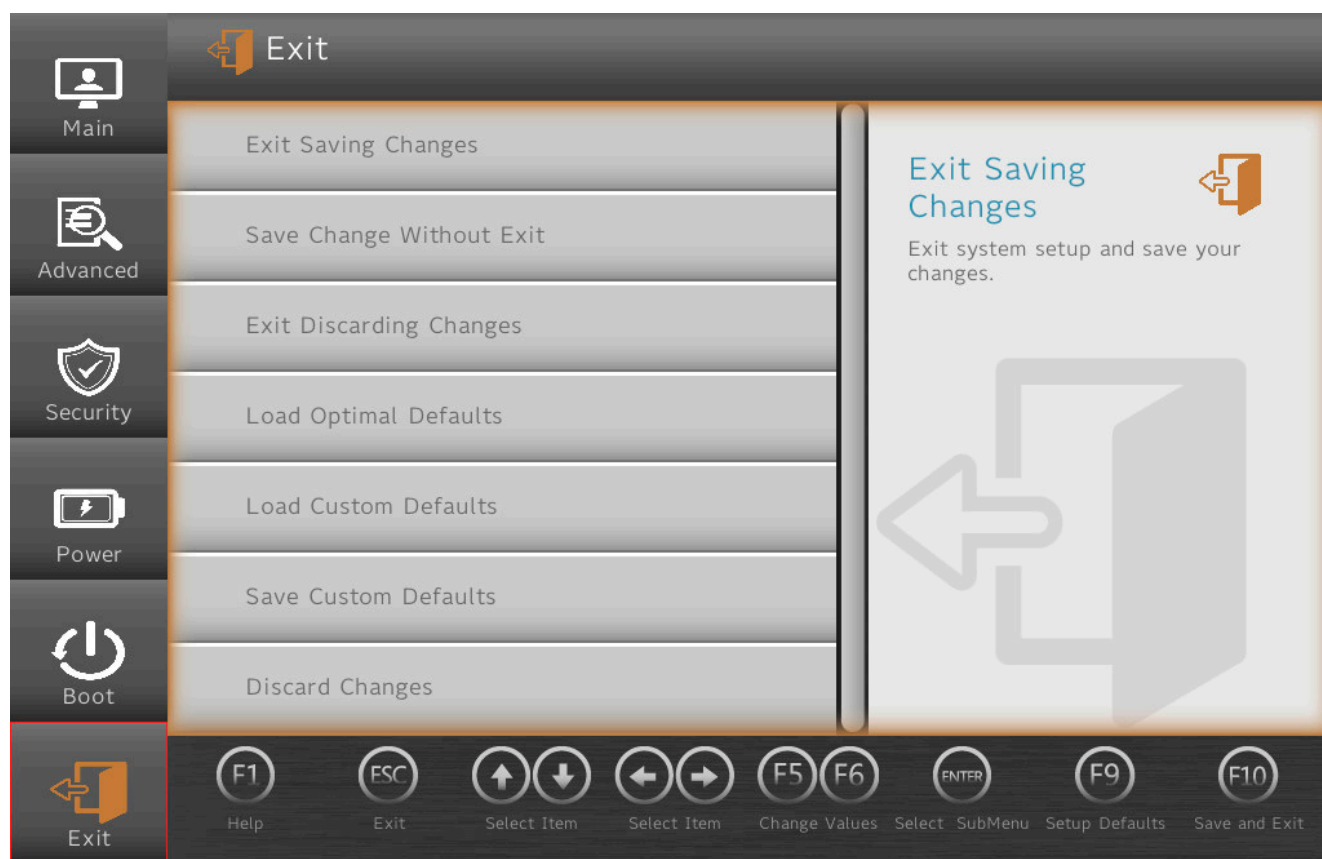 Exit
Main
Advanced
Security
Power
Boot
Exit
Exit Saving Changes
Save Change Without Exit
Exit Discarding Changes
Load Optimal Defaults
Load Custom Defaults
Save Custom Defaults
Discard Changes
Exit Saving
Changes
Exit system setup and save your
changes.
F1 ESC F5 F6 ENTER F9 F10
Help Exit Select Item Select Item Change Values Select SubMenu Setup Defaults Save and Exit